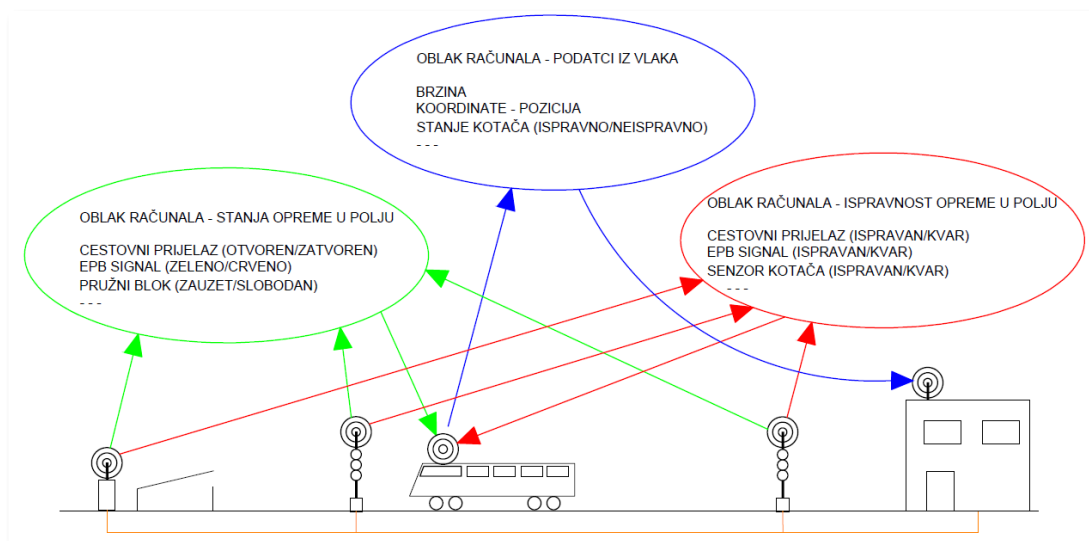 OBLAK RAČUNALA - PODATCI IZ VLAKA
BRZINA
KOORDINATE - POZICIJA
STANJE KOTAČA (ISPRAVNO/NEISPRAVNO)
- - -
OBLAK RAČUNALA - STANJA OPREME U POLJU
CESTOVNI PRIJELAZ (OTVOREN/ZATVOREN)
EPB SIGNAL (ZELENO/CRVENO)
PRUŽNI BLOK (ZAUZET/SLOBODAN)
- - -
OBLAK RAČUNALA - ISPRAVNOST OPREME U POLJU
CESTOVNI PRIJELAZ (ISPRAVAN/KVAR)
EPB SIGNAL (ISPRAVAN/KVAR)
SENZOR KOTAČA (ISPRAVAN/KVAR)
- - -